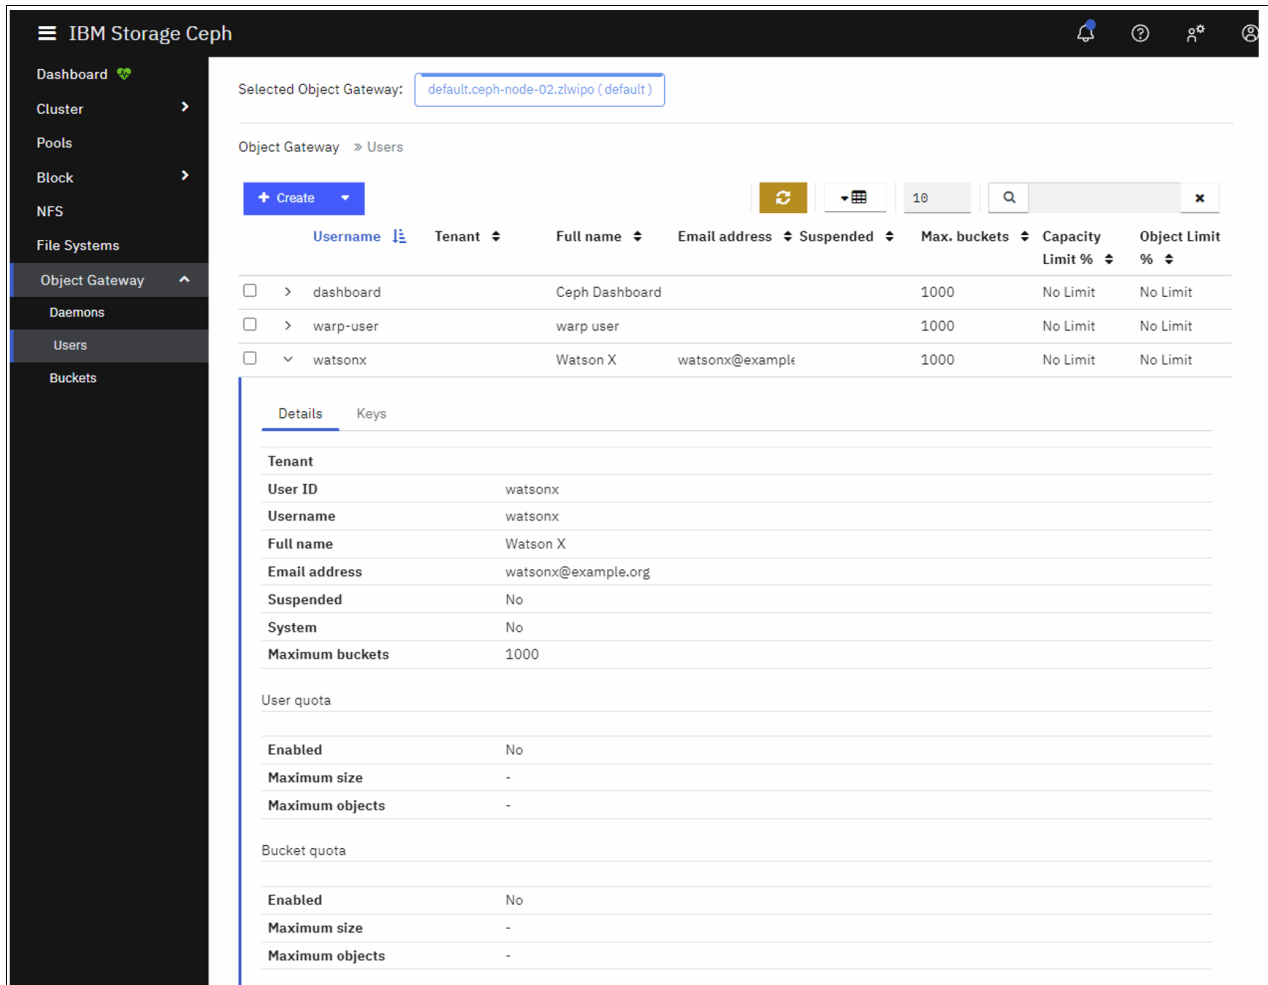 IBM Storage Ceph
Dashboard
Cluster
Pools
Block
NFS
File Systems
Object Gateway
Daemons
Users
Buckets
Selected Object Gateway: default.ceph-node-02.zlwipo ( default )
Object Gateway » Users
+ Create
10
Username Tenant Full name Email address Suspended Max. buckets Capacity Limit % Object Limit %
dashboard Ceph Dashboard 1000 No Limit No Limit
warp-user warp user 1000 No Limit No Limit
watsonx Watson X watsonx@example 1000 No Limit No Limit
Details Keys
Tenant
User ID watsonx
Username watsonx
Full name Watson X
Email address watsonx@example.org
Suspended No
System No
Maximum buckets 1000
User quota
Enabled No
Maximum size -
Maximum objects -
Bucket quota
Enabled No
Maximum size -
Maximum objects -